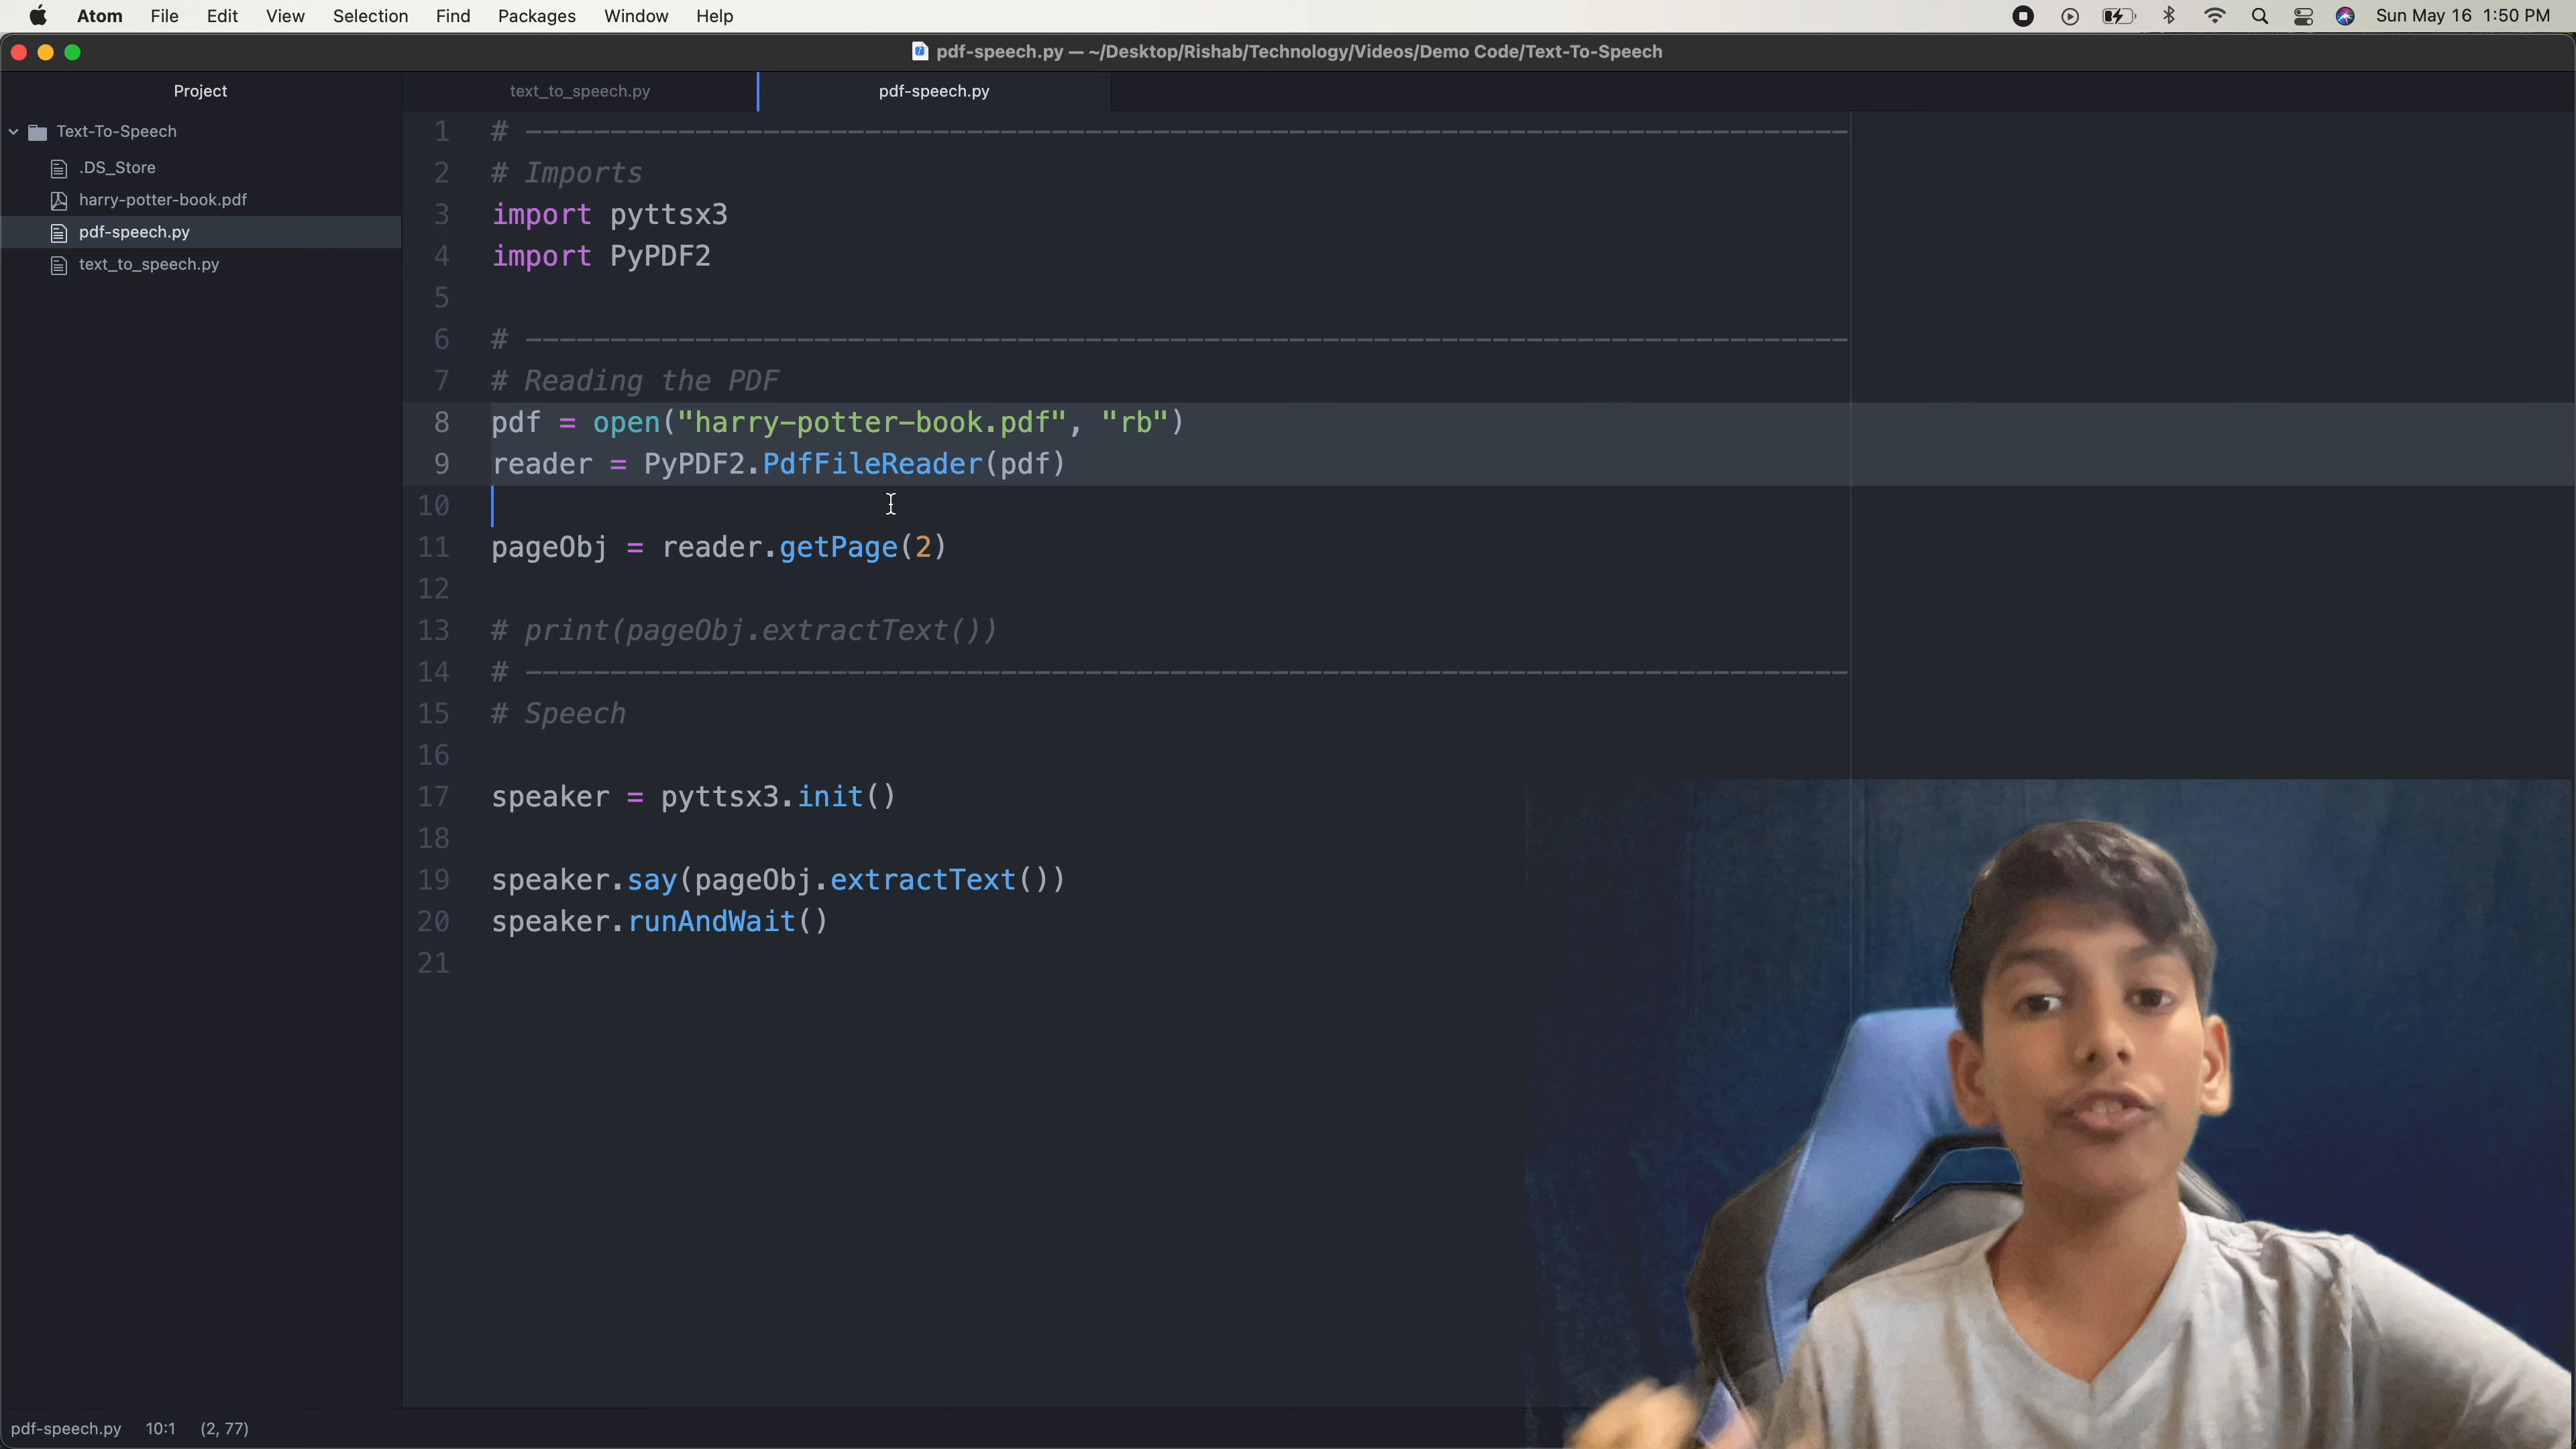 Atom File Edit View Selection Find Packages Window Help Sun May 16 1:50 PM
pdf-speech.py — ~/Desktop/Rishab/Technology/Videos/Demo Code/Text-To-Speech
Project text_to_speech.py pdf-speech.py
Text-To-Speech
.DS_Store
harry-potter-book.pdf
pdf-speech.py
text_to_speech.py
1 # ------------------------------------------------------------------------------
2 # Imports
3 import pyttsx3
4 import PyPDF2
5
6 # ------------------------------------------------------------------------------
7 # Reading the PDF
8 pdf = open("harry-potter-book.pdf", "rb")
9 reader = PyPDF2.PdfFileReader(pdf)
10
11 pageObj = reader.getPage(2)
12
13 # print(pageObj.extractText())
14 # ------------------------------------------------------------------------------
15 # Speech
16
17 speaker = pyttsx3.init()
18
19 speaker.say(pageObj.extractText())
20 speaker.runAndWait()
21
pdf-speech.py 10:1 (2, 77)